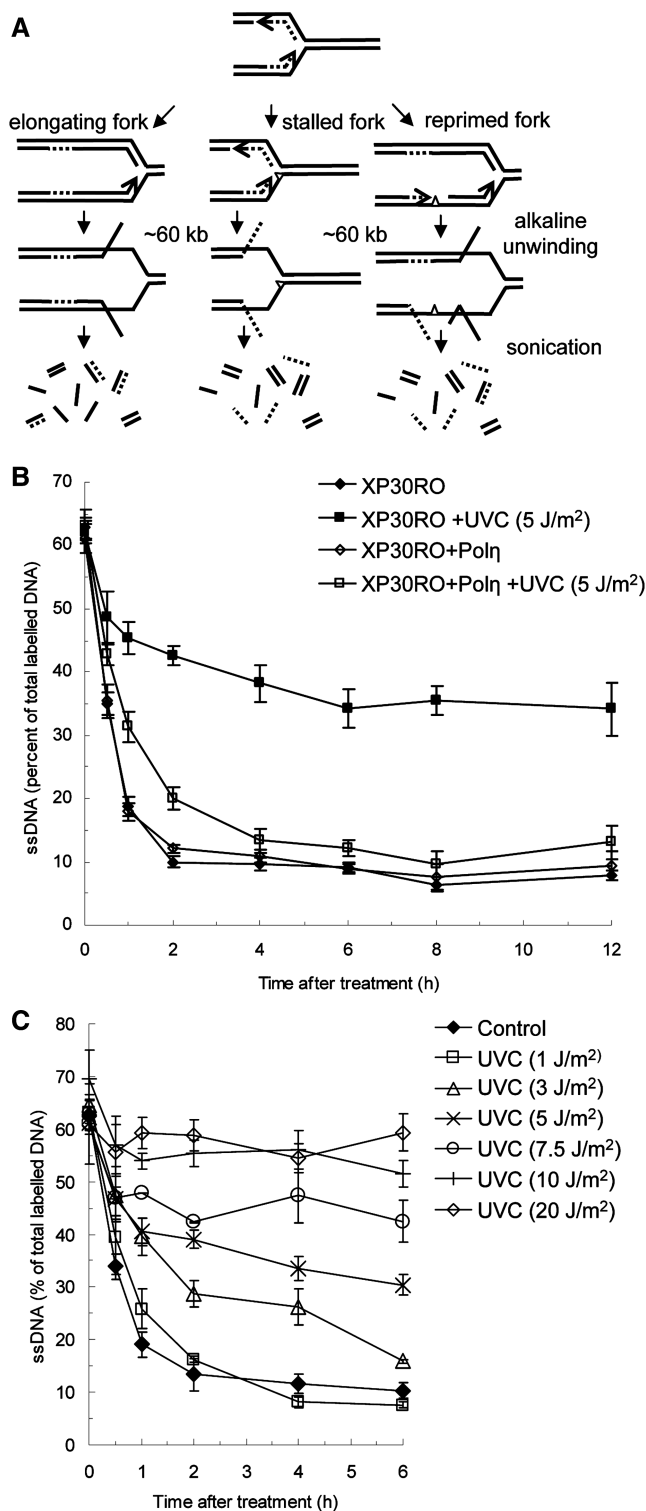 A
elongating fork
stalled fork
reprimed fork
~60 kb
~60 kb
alkaline
unwinding
sonication
B
70
60
50
40
30
20
10
0
ssDNA (percent of total labelled DNA)
XP30RO
XP30RO +UVC (5 J/m²)
XP30RO+Polη
XP30RO+Polη +UVC (5 J/m²)
0 2 4 6 8 10 12
Time after treatment (h)
C
80
70
60
50
40
30
20
10
0
ssDNA (% of total labelled DNA)
Control
UVC (1 J/m²⁾
UVC (3 J/m²)
UVC (5 J/m²)
UVC (7.5 J/m²)
UVC (10 J/m²)
UVC (20 J/m²)
0 1 2 3 4 5 6
Time after treatment (h)